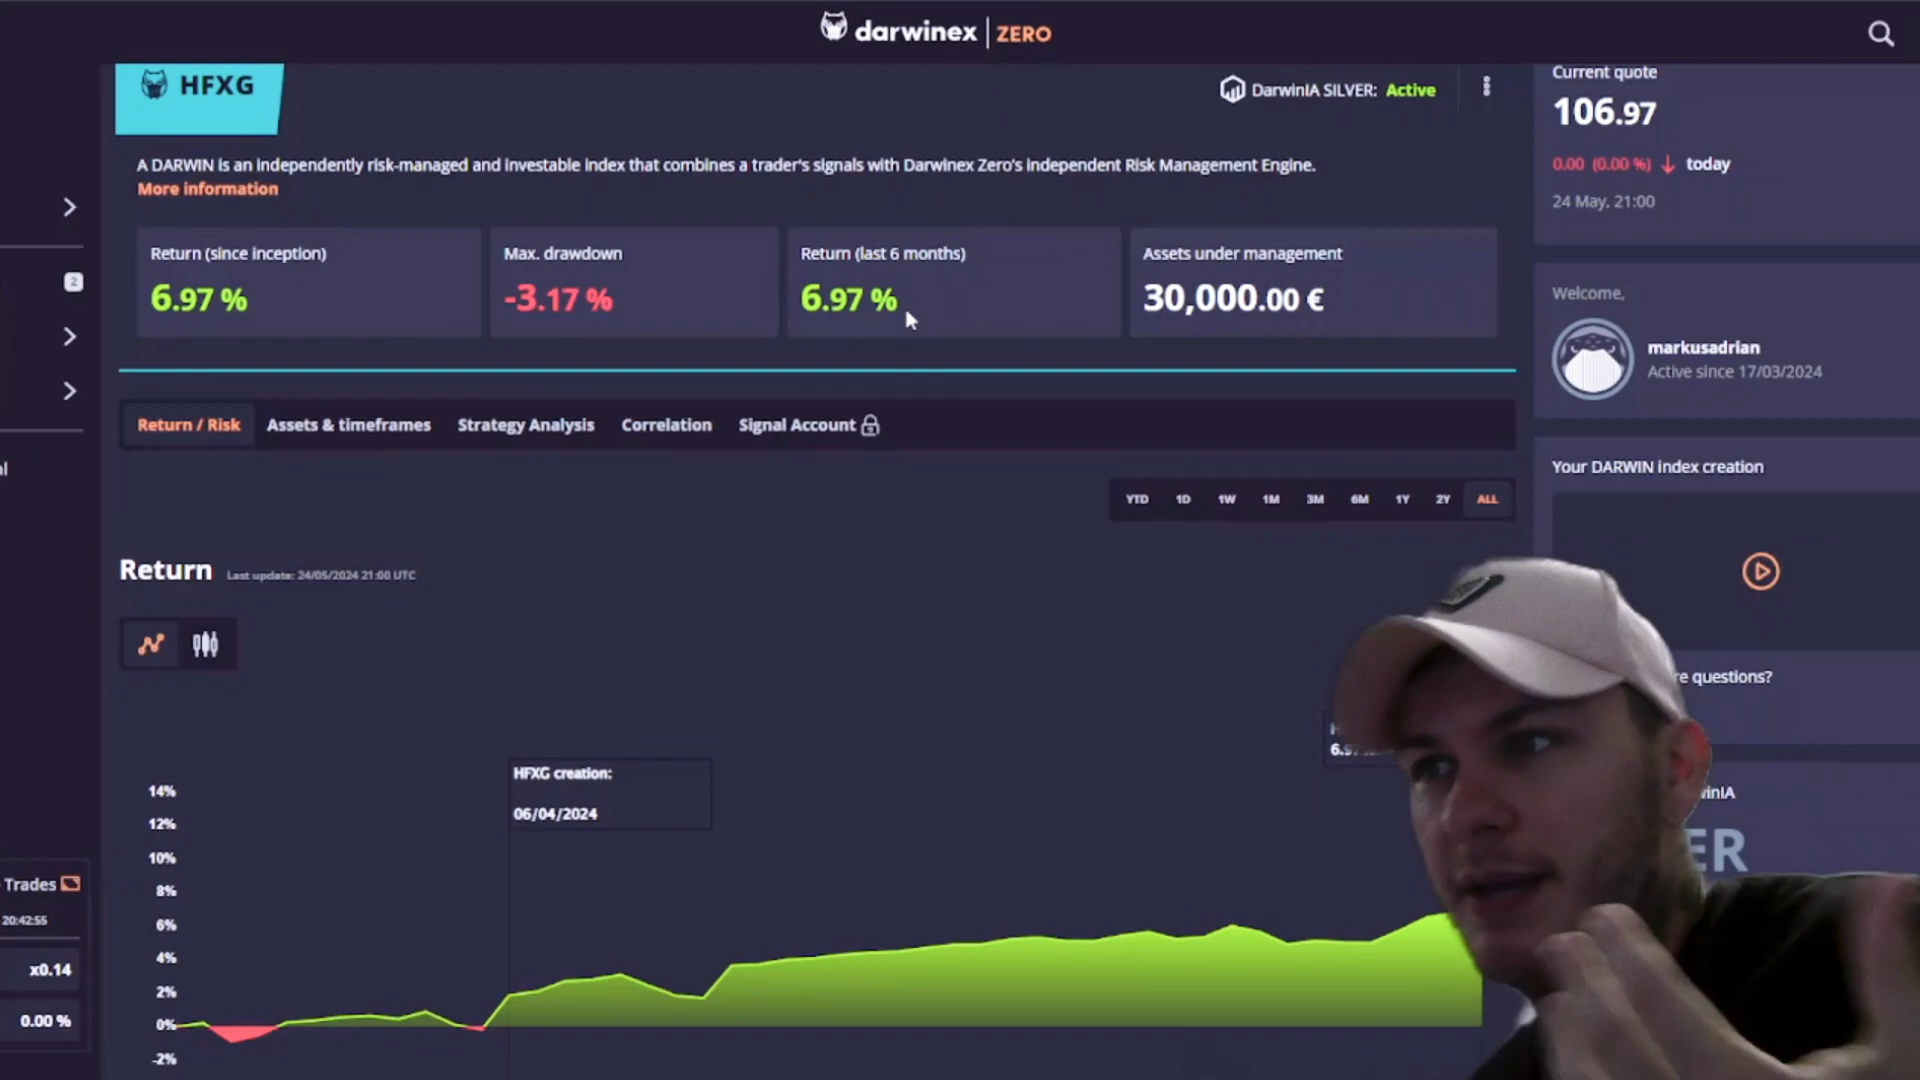 darwinex | ZERO
HFXG
DarwinIA SILVER: Active
A DARWIN is an independently risk-managed and investable index that combines a trader's signals with Darwinex Zero's independent Risk Management Engine.
More information
Return (since inception)
6.97 %
Max. drawdown
-3.17 %
Return (last 6 months)
6.97 %
Assets under management
30,000.00 €
Current quote
106.97
0.00 (0.00 %) today
24 May, 21:00
2
Welcome,
markusadrian
Active since 17/03/2024
Return / Risk Assets & timeframes Strategy Analysis Correlation Signal Account
Your DARWIN index creation
YTD 1D 1W 1M 3M 6M 1Y 2Y ALL
Return Last update: 24/05/2024 21:00 UTC
questions?
HFXG creation:
06/04/2024
14%
12%
10%
8%
6%
4%
2%
0%
-2%
Trades
20:42:55
x0.14
0.00 %